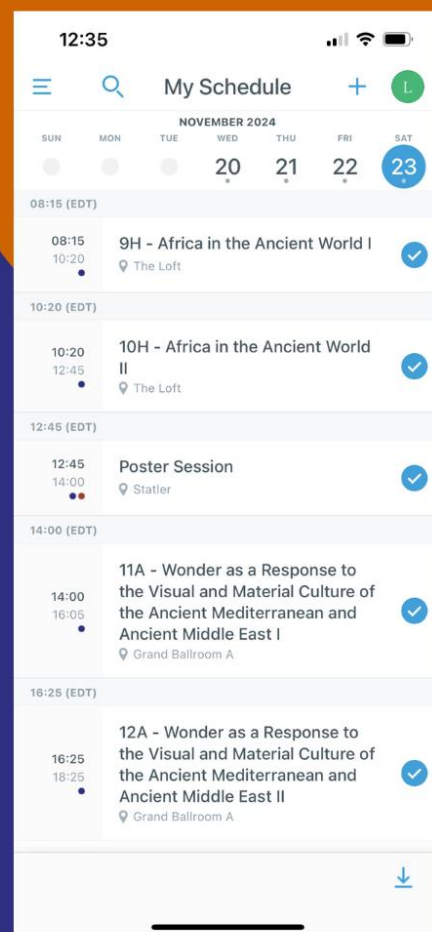 12:35
My Schedule
L
NOVEMBER 2024
SUN MON TUE WED THU FRI SAT
20 21 22 23
08:15 (EDT)
08:15
10:20
9H - Africa in the Ancient World I
The Loft
10:20 (EDT)
10:20
12:45
10H - Africa in the Ancient World
II
The Loft
12:45 (EDT)
12:45
14:00
Poster Session
Statler
14:00 (EDT)
14:00
16:05
11A - Wonder as a Response to
the Visual and Material Culture of
the Ancient Mediterranean and
Ancient Middle East I
Grand Ballroom A
16:25 (EDT)
16:25
18:25
12A - Wonder as a Response to
the Visual and Material Culture of
the Ancient Mediterranean and
Ancient Middle East II
Grand Ballroom A